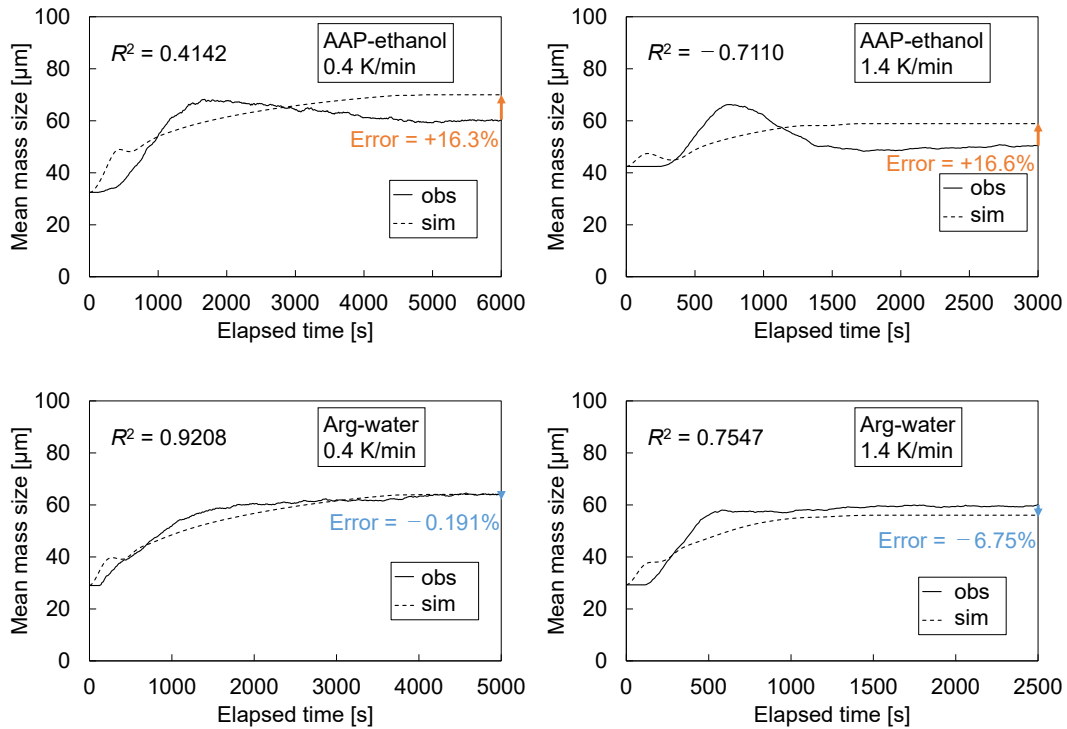 Mean mass size [µm]
100
80
60
40
20
0
R² = 0.4142
AAP-ethanol
0.4 K/min
Error = +16.3%
obs
sim
0 1000 2000 3000 4000 5000 6000
Elapsed time [s]
Mean mass size [µm]
100
80
60
40
20
0
R² = −0.7110
AAP-ethanol
1.4 K/min
Error = +16.6%
obs
sim
0 500 1000 1500 2000 2500 3000
Elapsed time [s]
Mean mass size [µm]
100
80
60
40
20
0
R² = 0.9208
Arg-water
0.4 K/min
Error = −0.191%
obs
sim
0 1000 2000 3000 4000 5000
Elapsed time [s]
Mean mass size [µm]
100
80
60
40
20
0
R² = 0.7547
Arg-water
1.4 K/min
Error = −6.75%
obs
sim
0 500 1000 1500 2000 2500
Elapsed time [s]